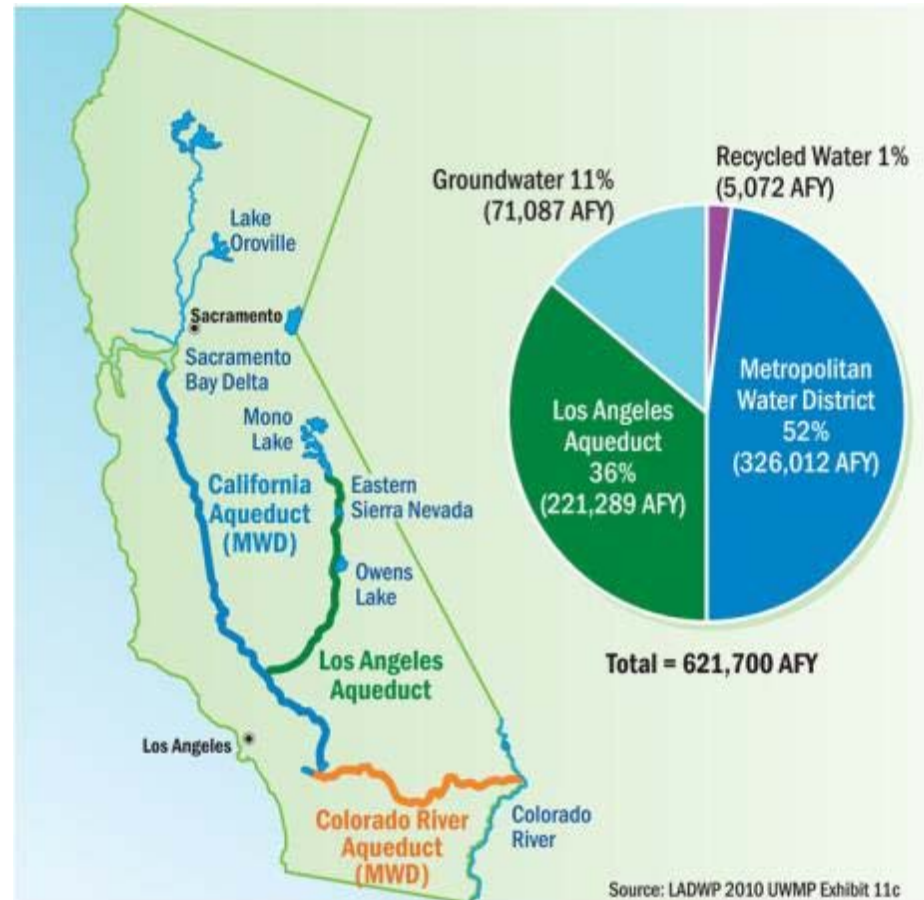 Lake
Oroville
Sacramento
Sacramento
Bay Delta
Mono
Lake
California
Aqueduct
(MWD)
Eastern
Sierra Nevada
Owens
Lake
Los Angeles
Aqueduct
Los Angeles
Colorado River
Aqueduct
(MWD)
Colorado
River
Groundwater 11%
(71,087 AFY)
Recycled Water 1%
(5,072 AFY)
Metropolitan
Water District
52%
(326,012 AFY)
Los Angeles
Aqueduct
36%
(221,289 AFY)
Total = 621,700 AFY
Source: LADWP 2010 UWMP Exhibit 11c